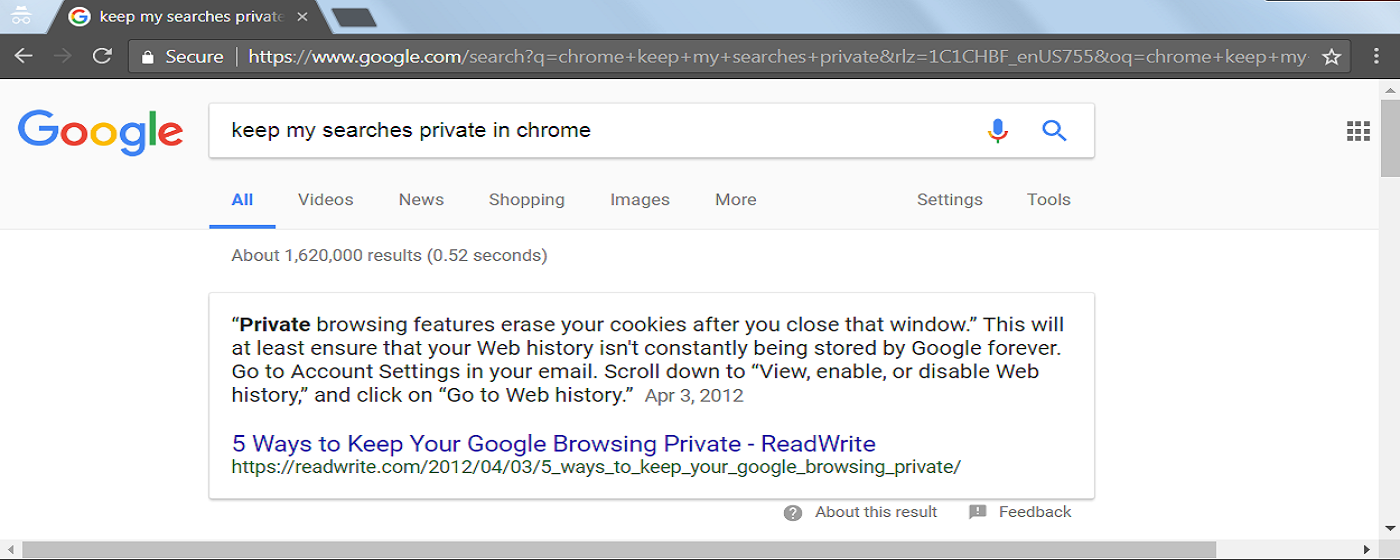 keep my searches private
Secure https://www.google.com/search?q=chrome+keep+my+searches+private&rlz=1C1CHBF_enUS755&oq=chrome+keep+my
Google
keep my searches private in chrome
All Videos News Shopping Images More Settings Tools
About 1,620,000 results (0.52 seconds)
“Private browsing features erase your cookies after you close that window.” This will
at least ensure that your Web history isn't constantly being stored by Google forever.
Go to Account Settings in your email. Scroll down to “View, enable, or disable Web
history,” and click on “Go to Web history.” Apr 3, 2012
5 Ways to Keep Your Google Browsing Private - ReadWrite
https://readwrite.com/2012/04/03/5_ways_to_keep_your_google_browsing_private/
About this result Feedback